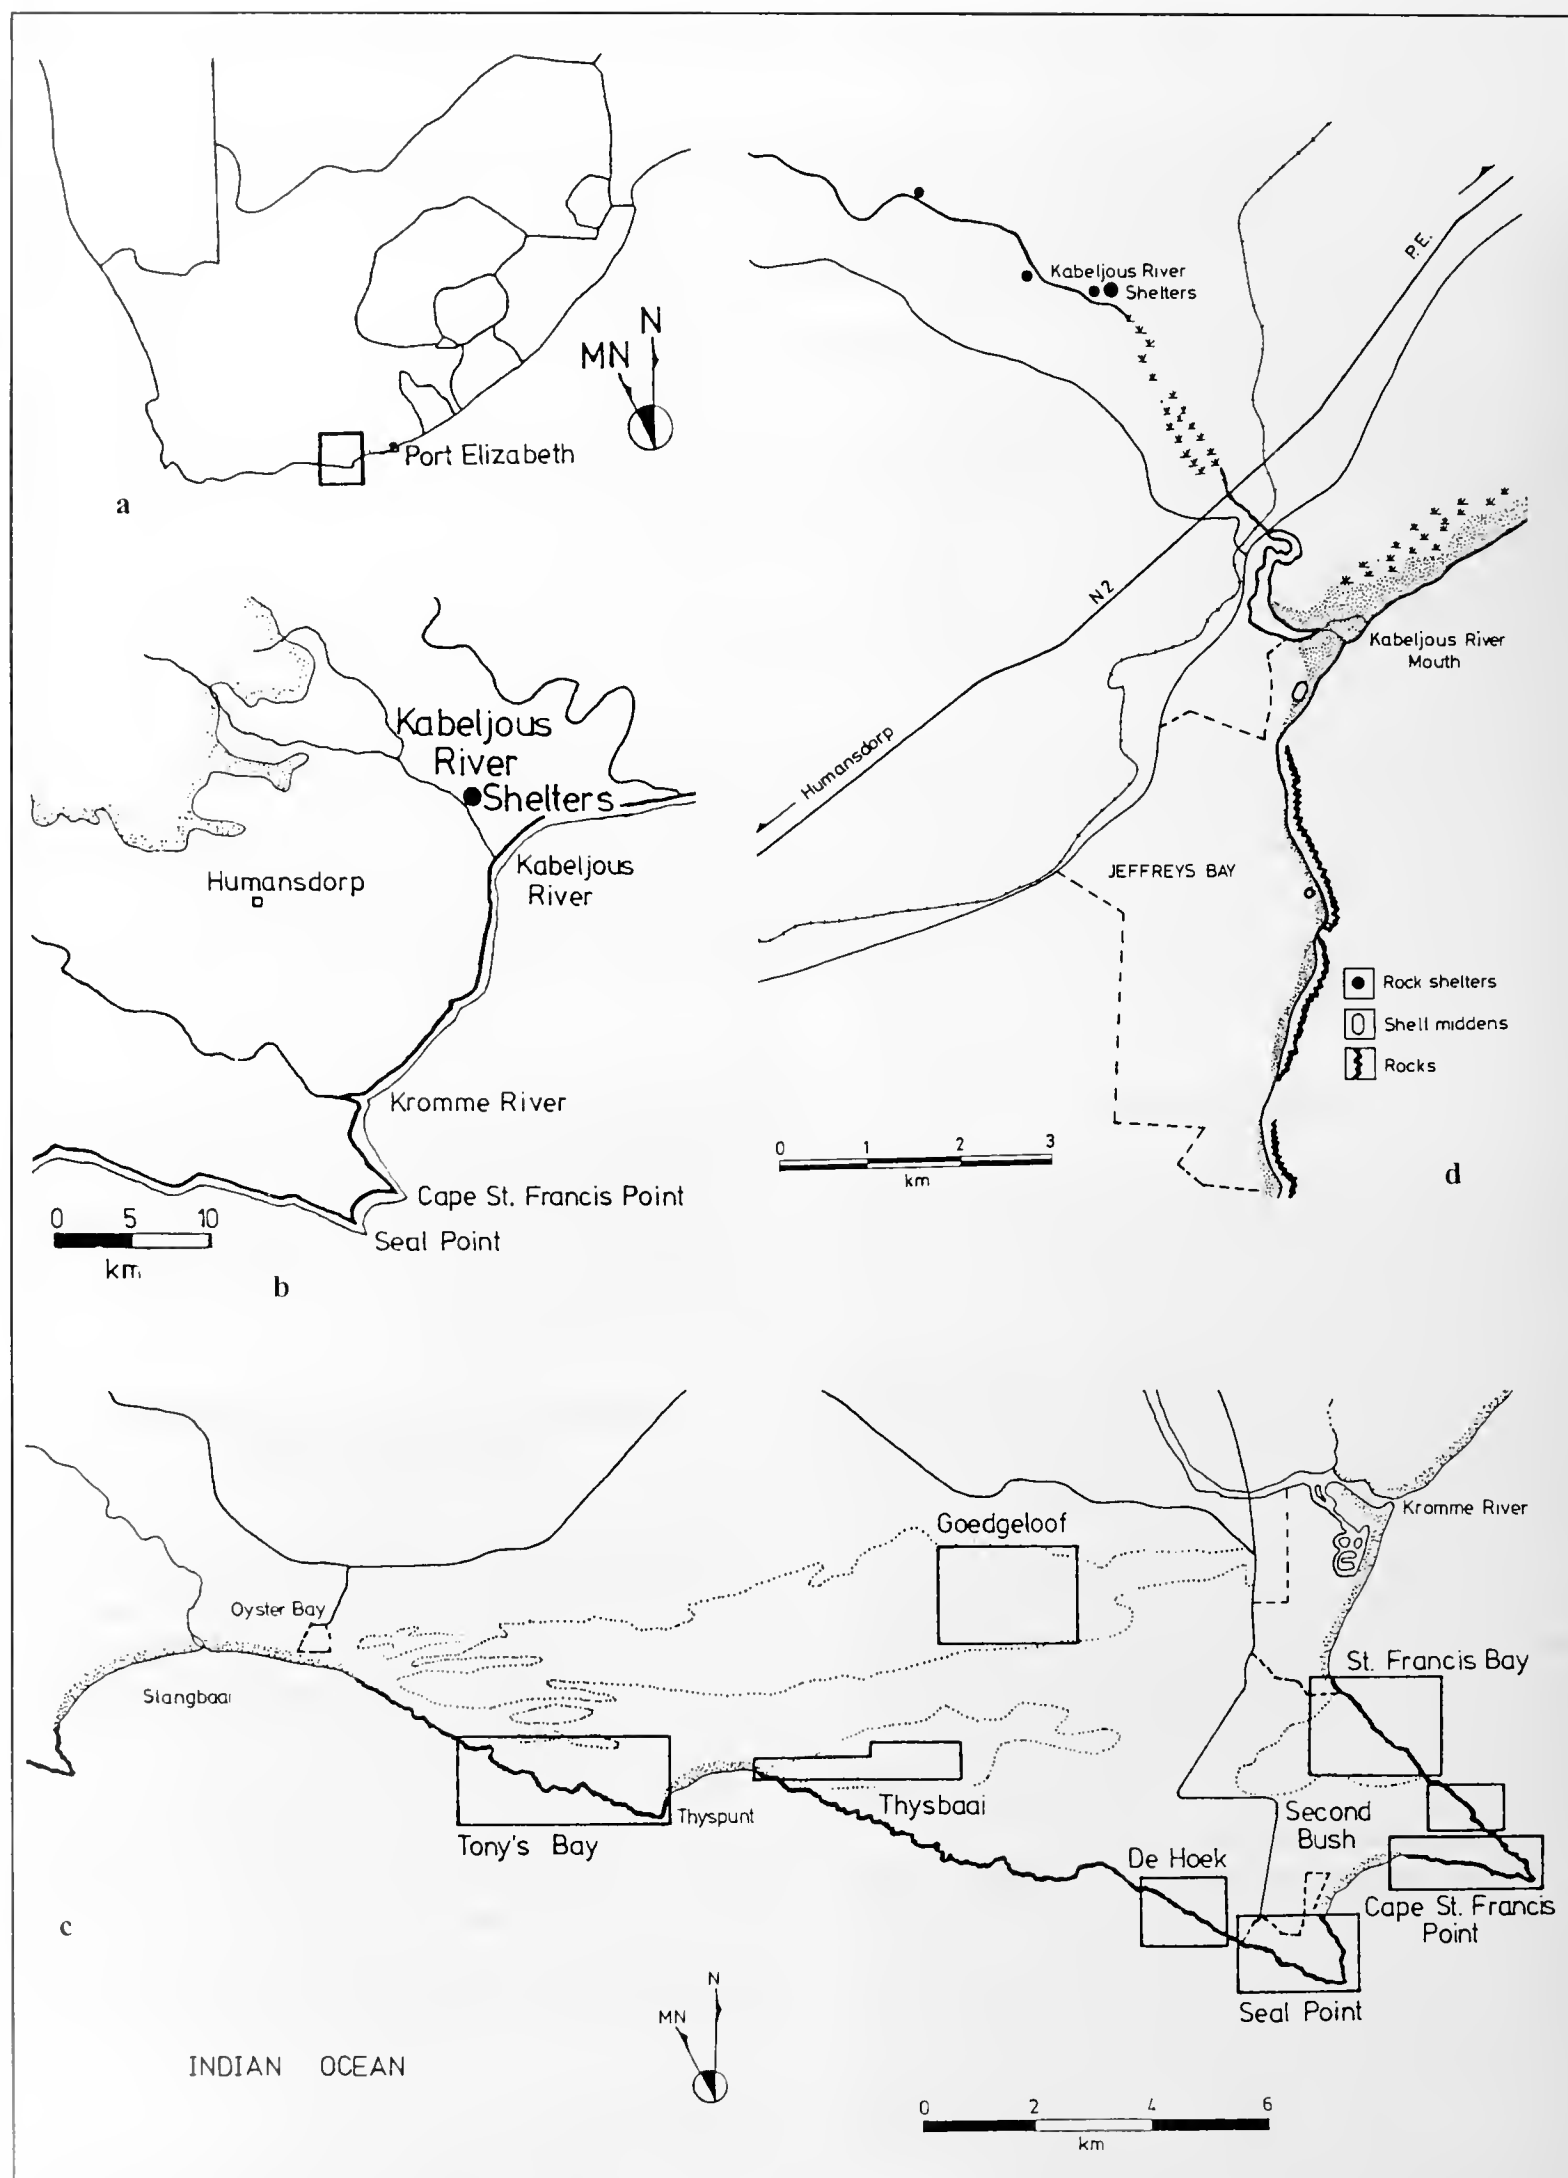 N
MN
Port Elizabeth
a
Kabeljous
River
Shelters
Kabeljous
River
Humansdorp
Kromme River
Cape St. Francis Point
Seal Point
0 5 10
km
b
Kabeljous River
Shelters
P.E.
N2
Humansdorp
Kabeljous River
Mouth
JEFFREYS BAY
Rock shelters
Shell middens
Rocks
0 1 2 3
km
d
Goedgeloof
Kromme River
Oyster Bay
Slangbaai
St. Francis Bay
Thyspunt
Thysbaai
Tony's Bay
Second
Bush
De Hoek
Cape St. Francis
Point
Seal Point
c
N
MN
INDIAN OCEAN
0 2 4 6
km